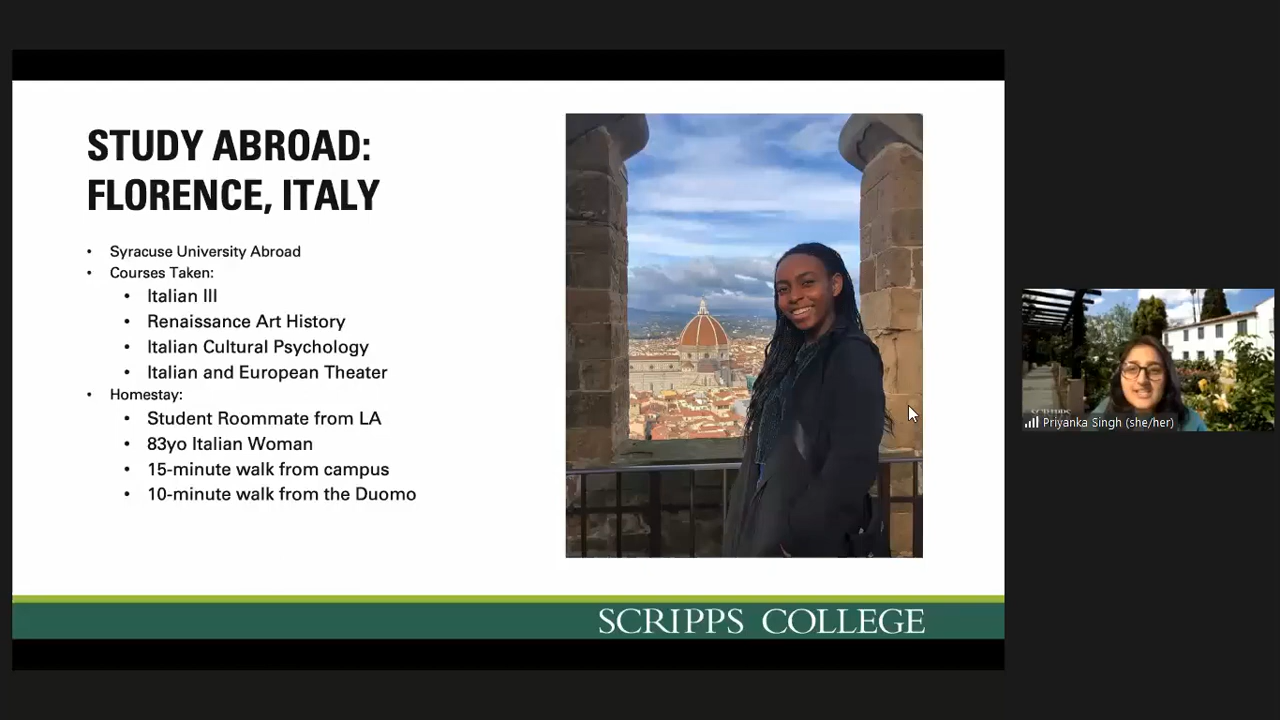 STUDY ABROAD:
FLORENCE, ITALY
• Syracuse University Abroad
• Courses Taken:
• Italian III
• Renaissance Art History
• Italian Cultural Psychology
• Italian and European Theater
• Homestay:
• Student Roommate from LA
• 83yo Italian Woman
• 15-minute walk from campus
• 10-minute walk from the Duomo
SCRIPPS COLLEGE
Priyanka Singh (she/her)